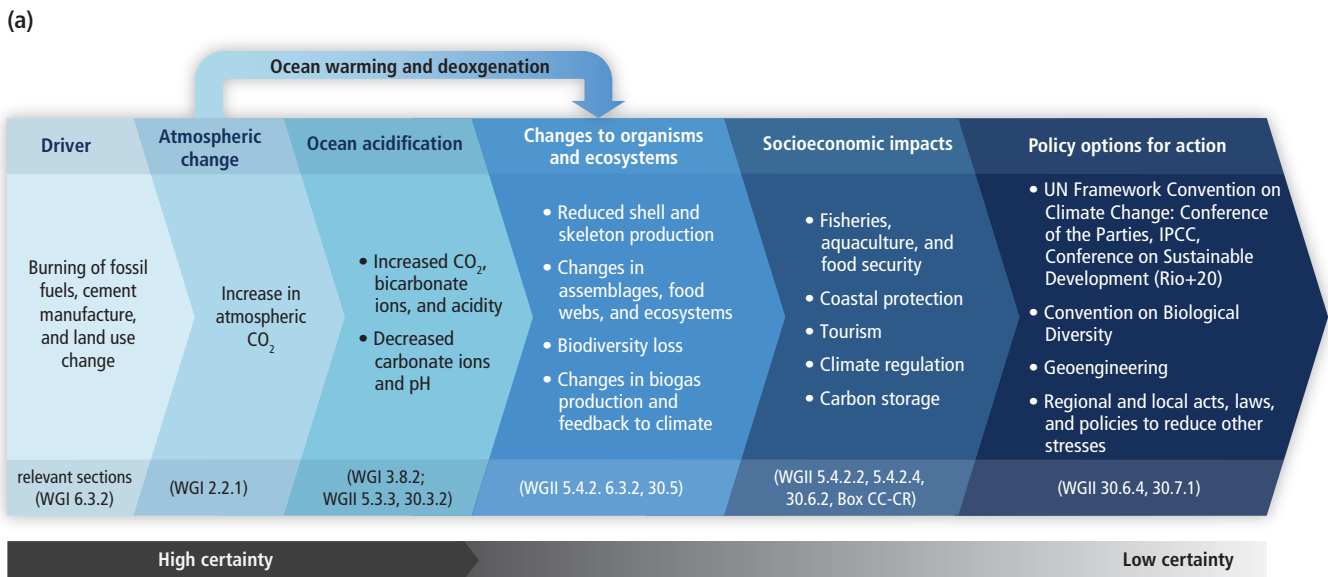 (a)
Ocean warming and deoxgenation
Driver
Atmospheric
change
Ocean acidification
Changes to organisms
and ecosystems
Socioeconomic impacts
Policy options for action
Burning of fossil
fuels, cement
manufacture,
and land use
change
Increase in
atmospheric
CO₂
• Increased CO₂,
bicarbonate
ions, and acidity
• Decreased
carbonate ions
and pH
• Reduced shell and
skeleton production
• Changes in
assemblages, food
webs, and ecosystems
• Biodiversity loss
• Changes in biogas
production and
feedback to climate
• Fisheries,
aquaculture, and
food security
• Coastal protection
• Tourism
• Climate regulation
• Carbon storage
• UN Framework Convention on
Climate Change: Conference
of the Parties, IPCC,
Conference on Sustainable
Development (Rio+20)
• Convention on Biological
Diversity
• Geoengineering
• Regional and local acts, laws,
and policies to reduce other
stresses
relevant sections
(WGI 6.3.2)
(WGI 2.2.1)
(WGI 3.8.2;
WGII 5.3.3, 30.3.2)
(WGII 5.4.2. 6.3.2, 30.5)
(WGII 5.4.2.2, 5.4.2.4,
30.6.2, Box CC-CR)
(WGII 30.6.4, 30.7.1)
High certainty
Low certainty